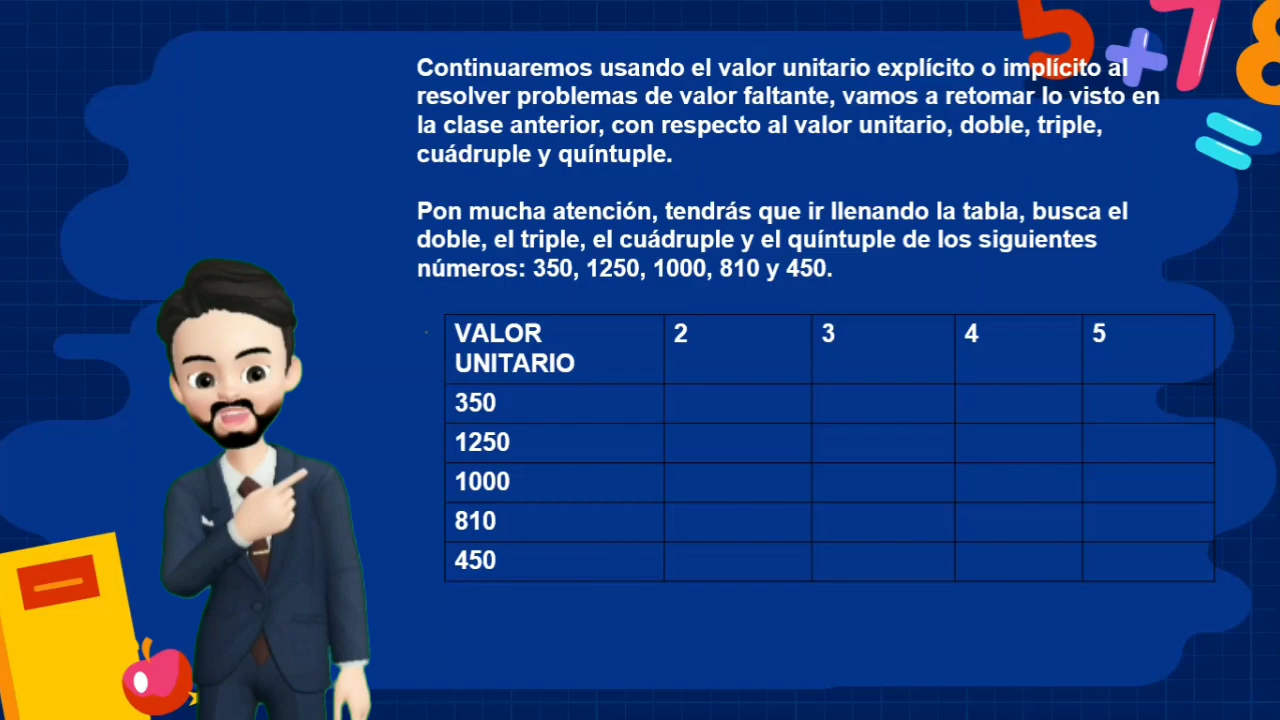 5+78
=
Continuaremos usando el valor unitario explícito o implícito al
resolver problemas de valor faltante, vamos a retomar lo visto en
la clase anterior, con respecto al valor unitario, doble, triple,
cuádruple y quíntuple.
Pon mucha atención, tendrás que ir llenando la tabla, busca el
doble, el triple, el cuádruple y el quíntuple de los siguientes
números: 350, 1250, 1000, 810 y 450.
VALOR UNITARIO 2 3 4 5
350
1250
1000
810
450